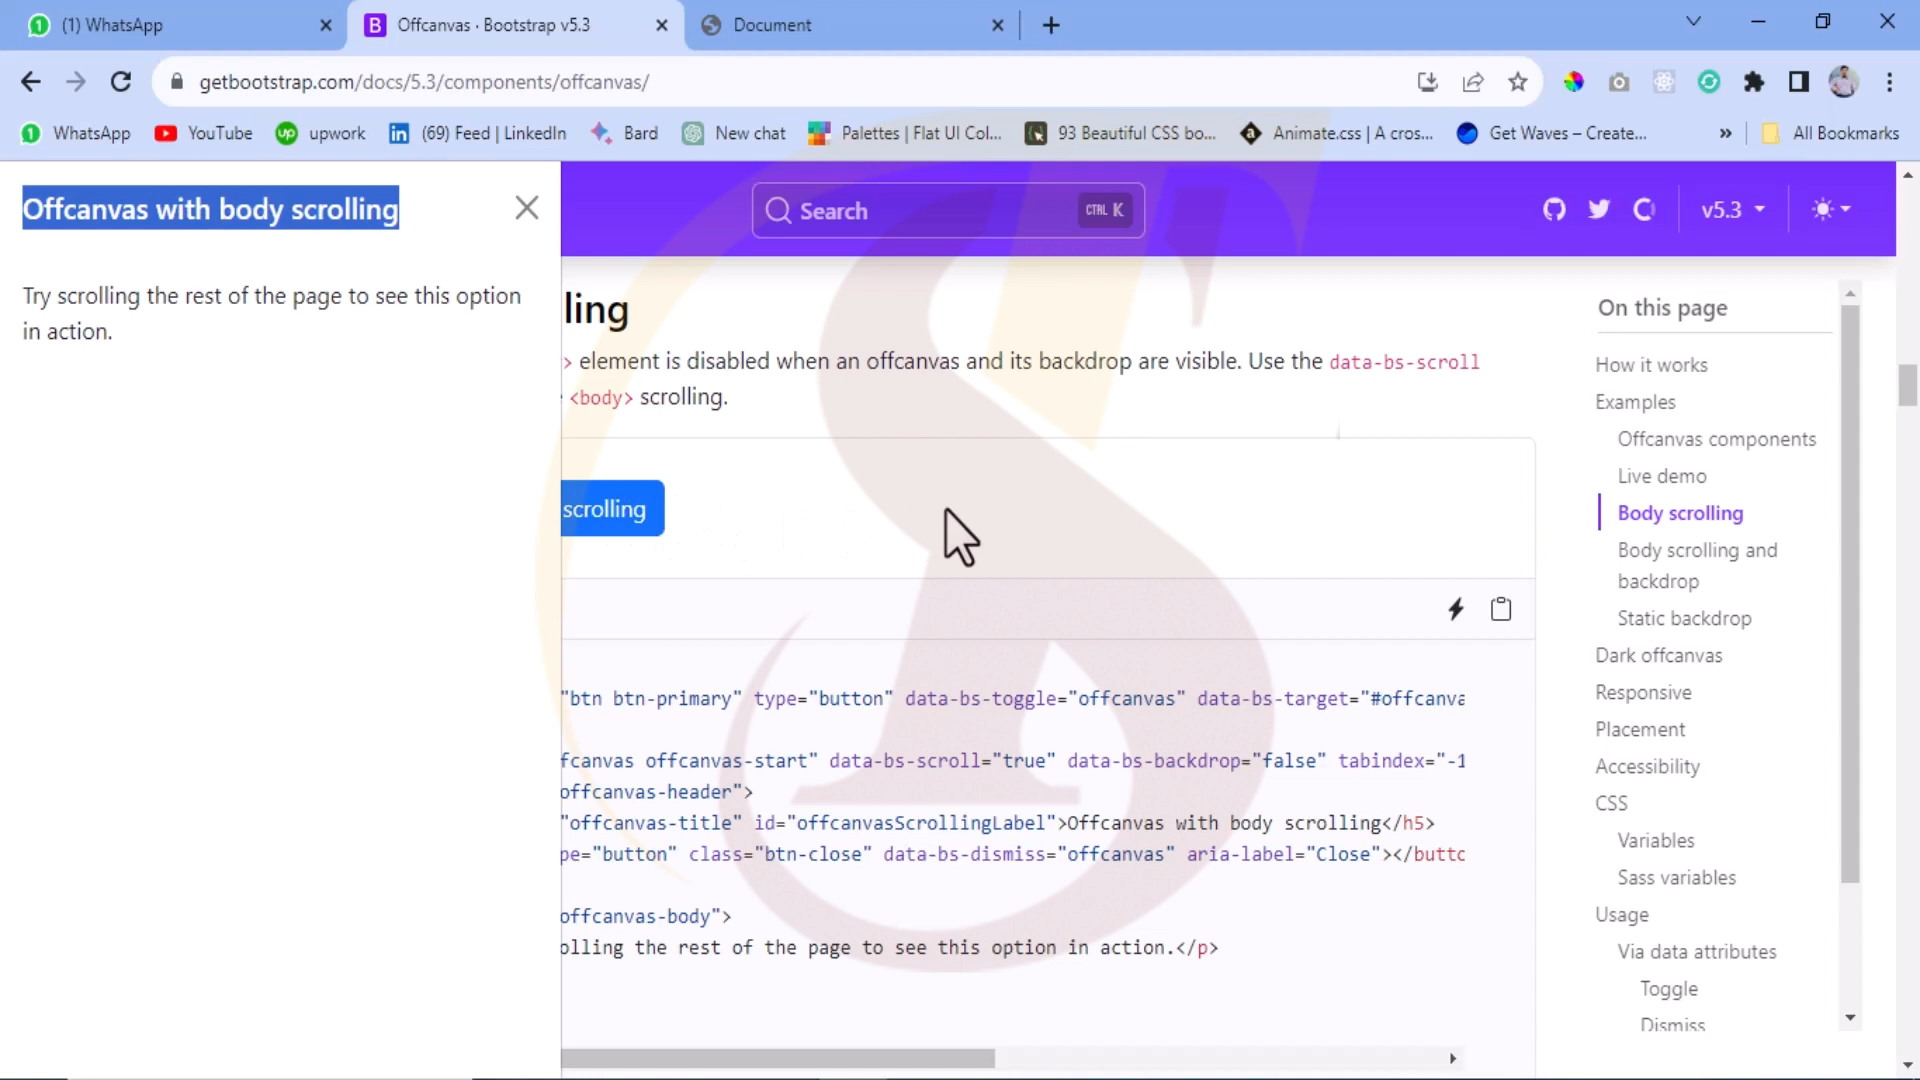 (1) WhatsApp
Offcanvas · Bootstrap v5.3
Document
getbootstrap.com/docs/5.3/components/offcanvas/
WhatsApp
YouTube
upwork
(69) Feed | LinkedIn
Bard
New chat
Palettes | Flat UI Col...
93 Beautiful CSS bo...
Animate.css | A cros...
Get Waves – Create...
»
All Bookmarks
Offcanvas with body scrolling
Try scrolling the rest of the page to see this option
in action.
Search
CTRL K
v5.3
ling
> element is disabled when an offcanvas and its backdrop are visible. Use the data-bs-scroll
<body> scrolling.
scrolling
"btn btn-primary" type="button" data-bs-toggle="offcanvas" data-bs-target="#offcanva
fcanvas offcanvas-start" data-bs-scroll="true" data-bs-backdrop="false" tabindex="-1
offcanvas-header">
"offcanvas-title" id="offcanvasScrollingLabel">Offcanvas with body scrolling</h5>
pe="button" class="btn-close" data-bs-dismiss="offcanvas" aria-label="Close"></butto
offcanvas-body">
olling the rest of the page to see this option in action.</p>
On this page
How it works
Examples
Offcanvas components
Live demo
Body scrolling
Body scrolling and
backdrop
Static backdrop
Dark offcanvas
Responsive
Placement
Accessibility
CSS
Variables
Sass variables
Usage
Via data attributes
Toggle
Dismiss